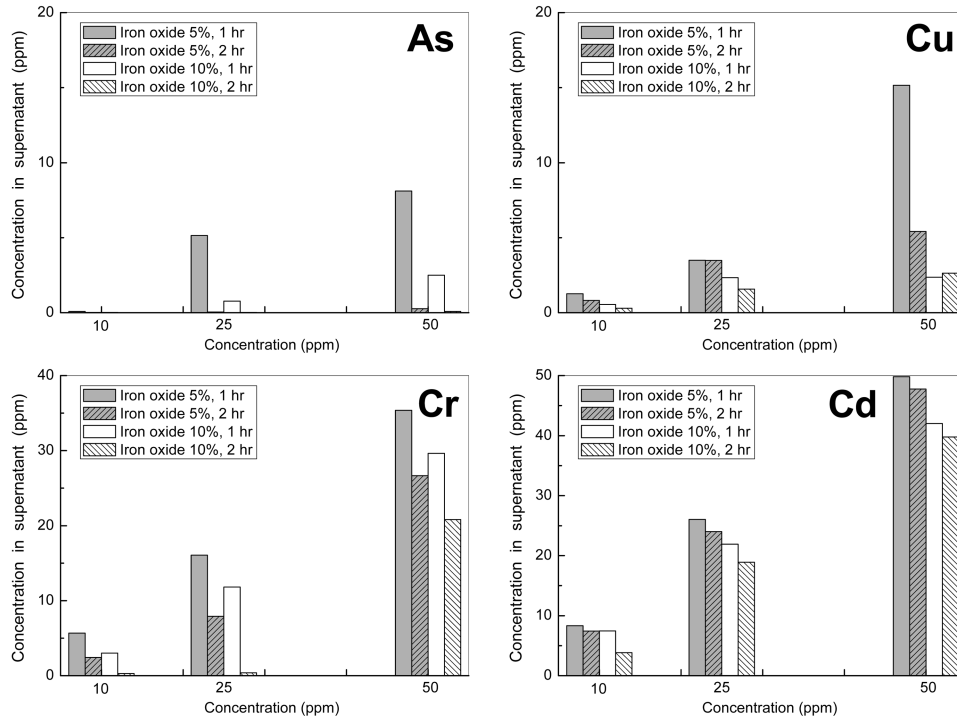 As
Iron oxide 5%, 1 hr
Iron oxide 5%, 2 hr
Iron oxide 10%, 1 hr
Iron oxide 10%, 2 hr
Concentration in supernatant (ppm)
20
10
0
10 25 50
Concentration (ppm)
Cu
Iron oxide 5%, 1 hr
Iron oxide 5%, 2 hr
Iron oxide 10%, 1 hr
Iron oxide 10%, 2 hr
Concentration in supernatant (ppm)
20
10
0
10 25 50
Concentration (ppm)
Cr
Iron oxide 5%, 1 hr
Iron oxide 5%, 2 hr
Iron oxide 10%, 1 hr
Iron oxide 10%, 2 hr
Concentration in supernatant (ppm)
40
30
20
10
0
10 25 50
Concentration (ppm)
Cd
Iron oxide 5%, 1 hr
Iron oxide 5%, 2 hr
Iron oxide 10%, 1 hr
Iron oxide 10%, 2 hr
Concentration in supernatant (ppm)
50
40
30
20
10
0
10 25 50
Concentration (ppm)